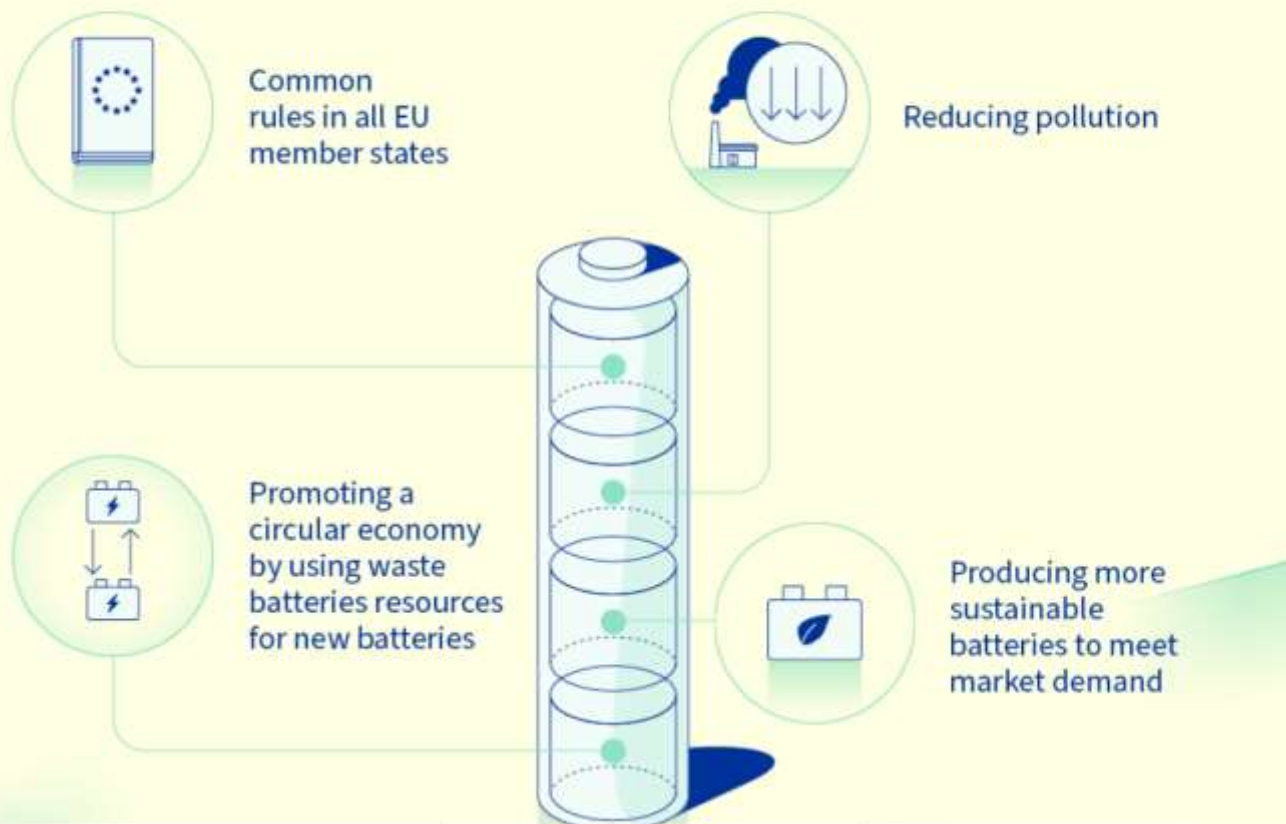 Common
rules in all EU
member states
Reducing pollution
Promoting a
circular economy
by using waste
batteries resources
for new batteries
Producing more
sustainable
batteries to meet
market demand